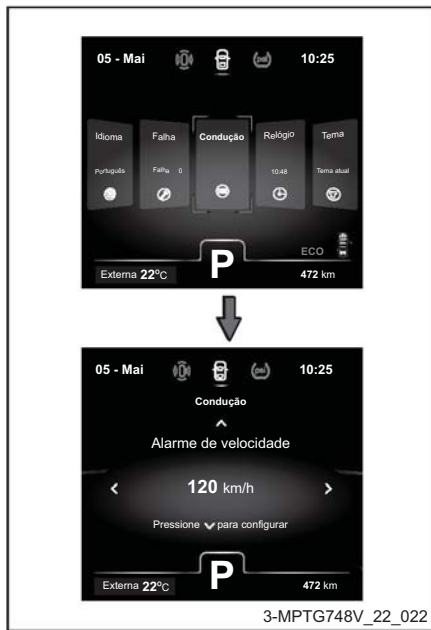 05 - Mai
(psi)
10:25
Idioma
Falha
Condução
Relógio
Tema
Português
Falha 0
10:48
Tema atual
ECO
Externa 22°C
P
472 km
05 - Mai
(psi)
10:25
Condução
Alarme de velocidade
120 km/h
Pressione para configurar
Externa 22°C
P
472 km
3-MPTG748V_22_022